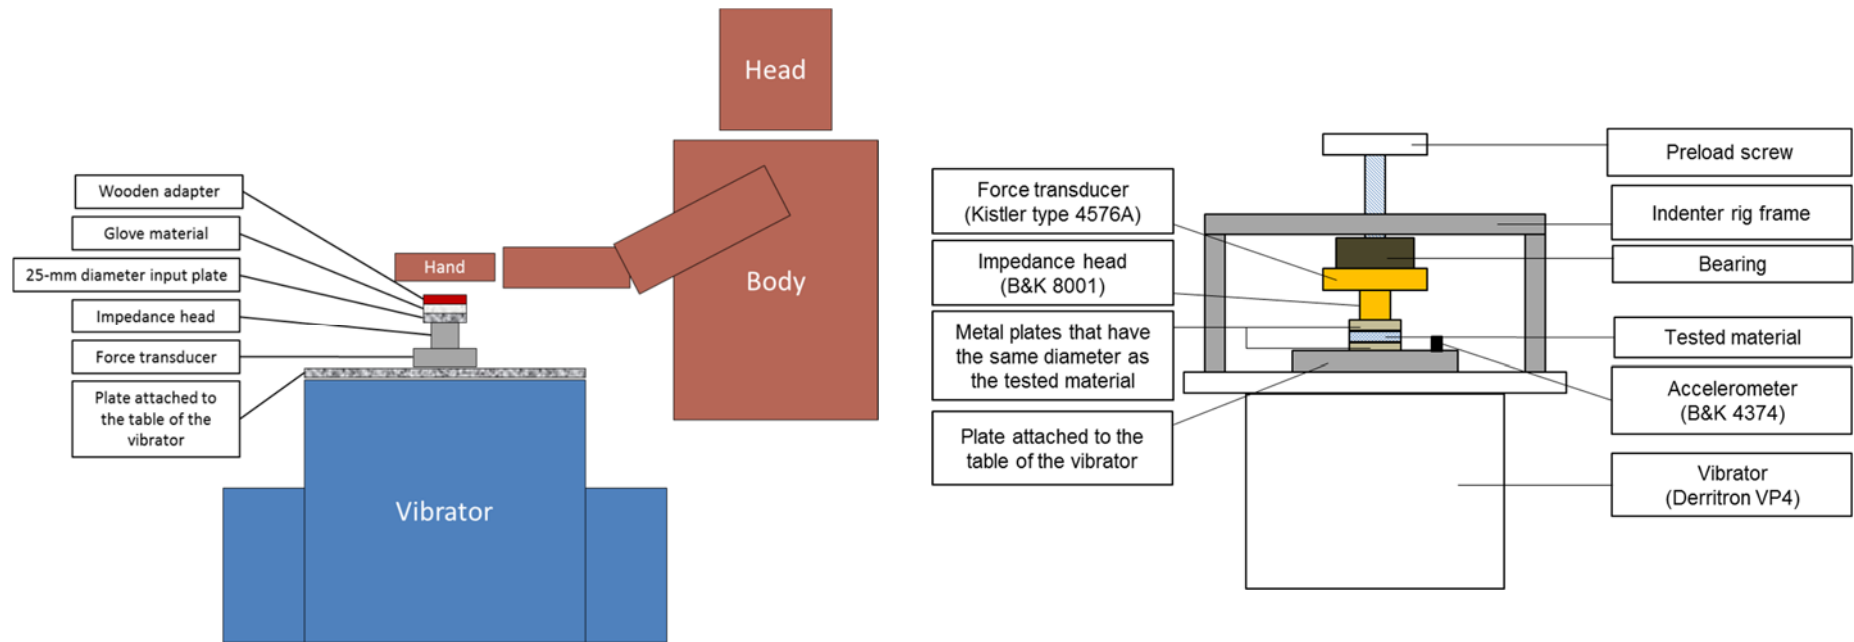 Head
Wooden adapter
Glove material
25-mm diameter input plate
Impedance head
Force transducer
Plate attached to
the table of the
vibrator
Hand
Body
Vibrator
Force transducer
(Kistler type 4576A)
Impedance head
(B&K 8001)
Metal plates that have
the same diameter as
the tested material
Plate attached to the
table of the vibrator
Preload screw
Indenter rig frame
Bearing
Tested material
Accelerometer
(B&K 4374)
Vibrator
(Derritron VP4)